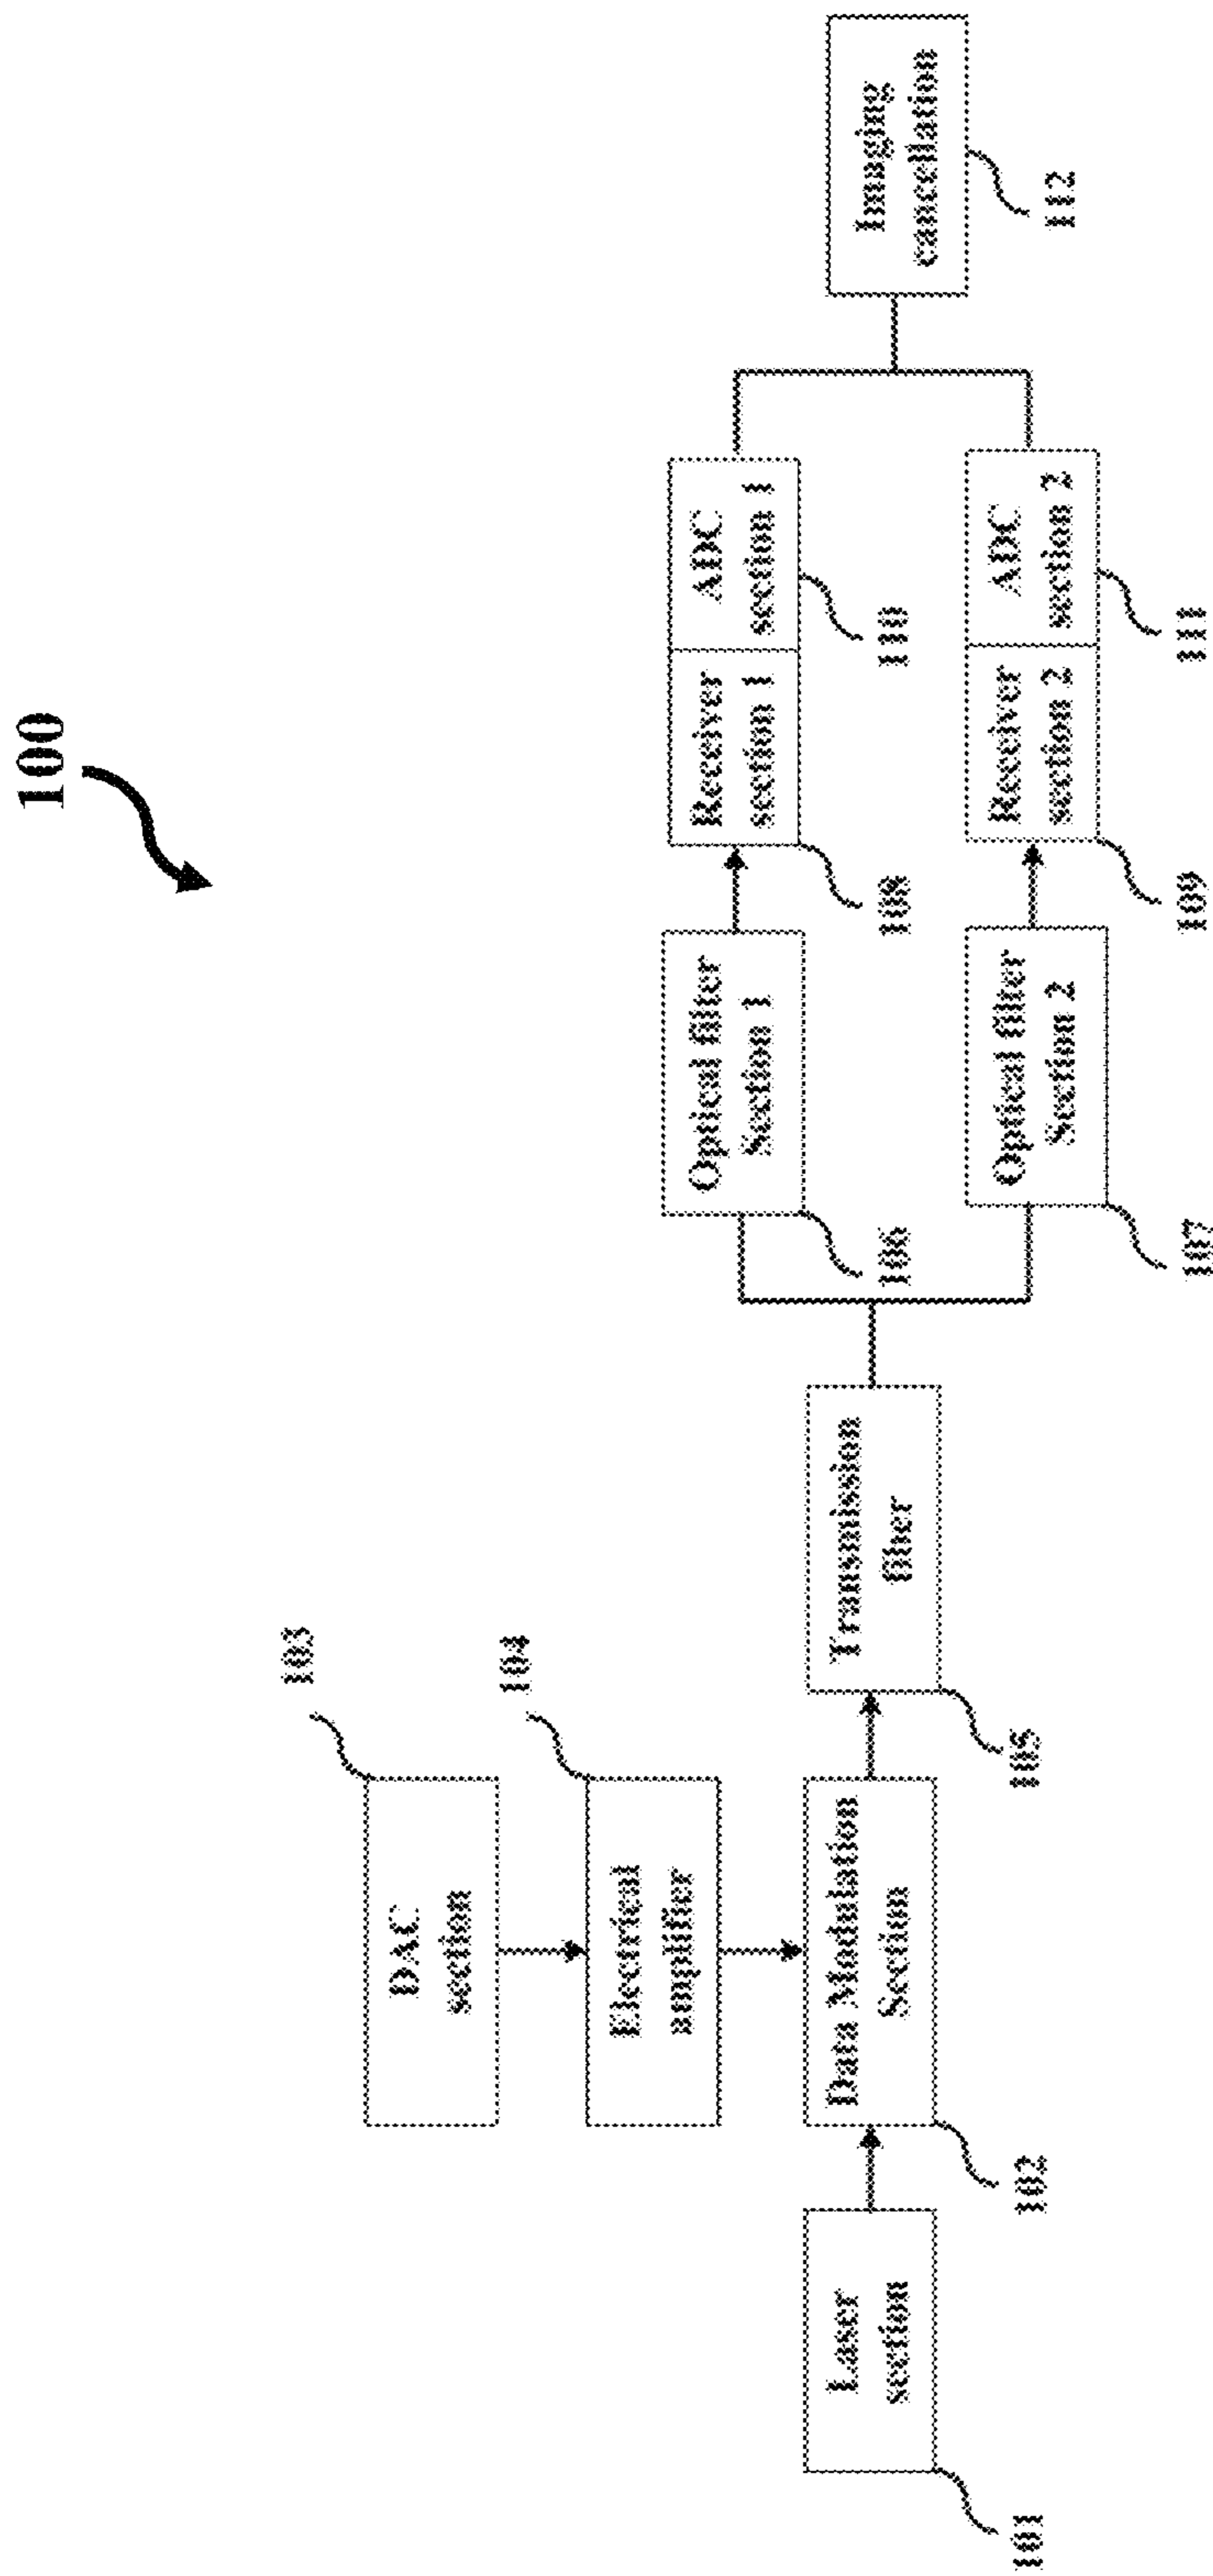 100
DAC
section
103
Electrical
amplifier
104
Laser
section
101
Data Modulation
Section
102
Transmission
fiber
105
Optical filter
Section 1
106
Optical filter
Section 2
107
Receiver
section 1
108
ADC
section 1
110
Receiver
section 2
109
ADC
section 2
111
Imaging
cancellation
112